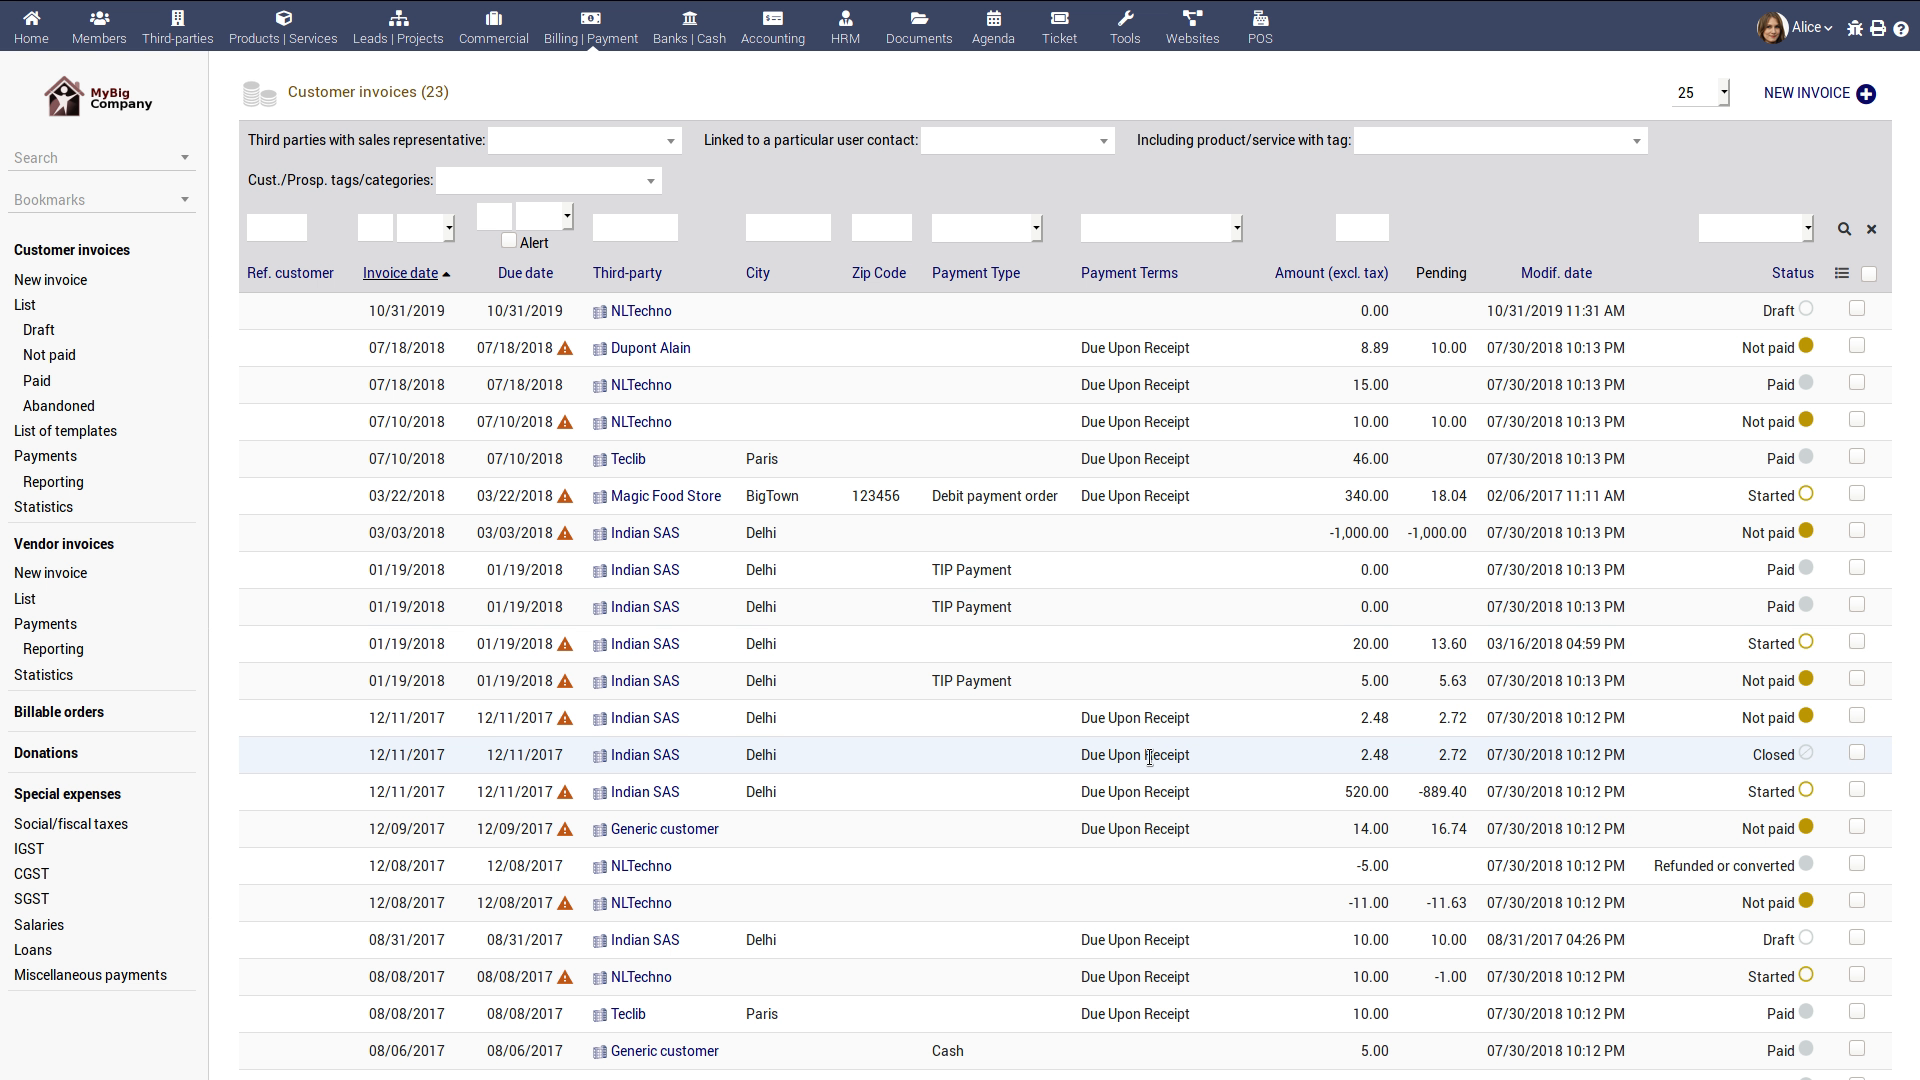 Home Members Third-parties Products | Services Leads | Projects Commercial Billing | Payment Banks | Cash Accounting HRM Documents Agenda Ticket Tools Websites POS Alice
MyBig
Company
Search
Bookmarks
Customer invoices
New invoice
List
Draft
Not paid
Paid
Abandoned
List of templates
Payments
Reporting
Statistics
Vendor invoices
New invoice
List
Payments
Reporting
Statistics
Billable orders
Donations
Special expenses
Social/fiscal taxes
IGST
CGST
SGST
Salaries
Loans
Miscellaneous payments
Customer invoices (23) 25 NEW INVOICE
Third parties with sales representative: Linked to a particular user contact: Including product/service with tag:
Cust./Prosp. tags/categories:
Alert
Ref. customer Invoice date Due date Third-party City Zip Code Payment Type Payment Terms Amount (excl. tax) Pending Modif. date Status
10/31/2019 10/31/2019 NLTechno 0.00 10/31/2019 11:31 AM Draft
07/18/2018 07/18/2018 Dupont Alain Due Upon Receipt 8.89 10.00 07/30/2018 10:13 PM Not paid
07/18/2018 07/18/2018 NLTechno Due Upon Receipt 15.00 07/30/2018 10:13 PM Paid
07/10/2018 07/10/2018 NLTechno Due Upon Receipt 10.00 10.00 07/30/2018 10:13 PM Not paid
07/10/2018 07/10/2018 Teclib Paris Due Upon Receipt 46.00 07/30/2018 10:13 PM Paid
03/22/2018 03/22/2018 Magic Food Store BigTown 123456 Debit payment order Due Upon Receipt 340.00 18.04 02/06/2017 11:11 AM Started
03/03/2018 03/03/2018 Indian SAS Delhi -1,000.00 -1,000.00 07/30/2018 10:13 PM Not paid
01/19/2018 01/19/2018 Indian SAS Delhi TIP Payment 0.00 07/30/2018 10:13 PM Paid
01/19/2018 01/19/2018 Indian SAS Delhi TIP Payment 0.00 07/30/2018 10:13 PM Paid
01/19/2018 01/19/2018 Indian SAS Delhi 20.00 13.60 03/16/2018 04:59 PM Started
01/19/2018 01/19/2018 Indian SAS Delhi TIP Payment 5.00 5.63 07/30/2018 10:13 PM Not paid
12/11/2017 12/11/2017 Indian SAS Delhi Due Upon Receipt 2.48 2.72 07/30/2018 10:12 PM Not paid
12/11/2017 12/11/2017 Indian SAS Delhi Due Upon Receipt 2.48 2.72 07/30/2018 10:12 PM Closed
12/11/2017 12/11/2017 Indian SAS Delhi Due Upon Receipt 520.00 -889.40 07/30/2018 10:12 PM Started
12/09/2017 12/09/2017 Generic customer Due Upon Receipt 14.00 16.74 07/30/2018 10:12 PM Not paid
12/08/2017 12/08/2017 NLTechno -5.00 07/30/2018 10:12 PM Refunded or converted
12/08/2017 12/08/2017 NLTechno -11.00 -11.63 07/30/2018 10:12 PM Not paid
08/31/2017 08/31/2017 Indian SAS Delhi Due Upon Receipt 10.00 10.00 08/31/2017 04:26 PM Draft
08/08/2017 08/08/2017 NLTechno Due Upon Receipt 10.00 -1.00 07/30/2018 10:12 PM Started
08/08/2017 08/08/2017 Teclib Paris Due Upon Receipt 10.00 07/30/2018 10:12 PM Paid
08/06/2017 08/06/2017 Generic customer Cash 5.00 07/30/2018 10:12 PM Paid